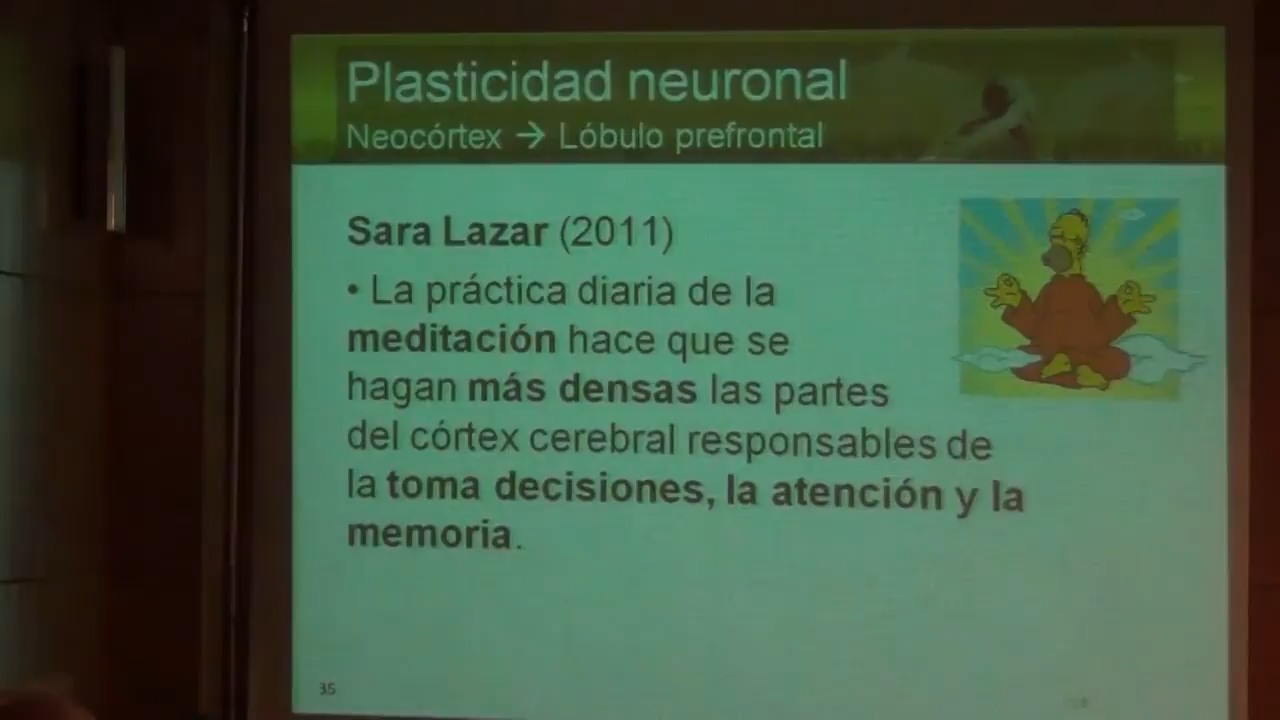 Plasticidad neuronal
Neocórtex → Lóbulo prefrontal
Sara Lazar (2011)
• La práctica diaria de la
meditación hace que se
hagan más densas las partes
del córtex cerebral responsables de
la toma decisiones, la atención y la
memoria.
35